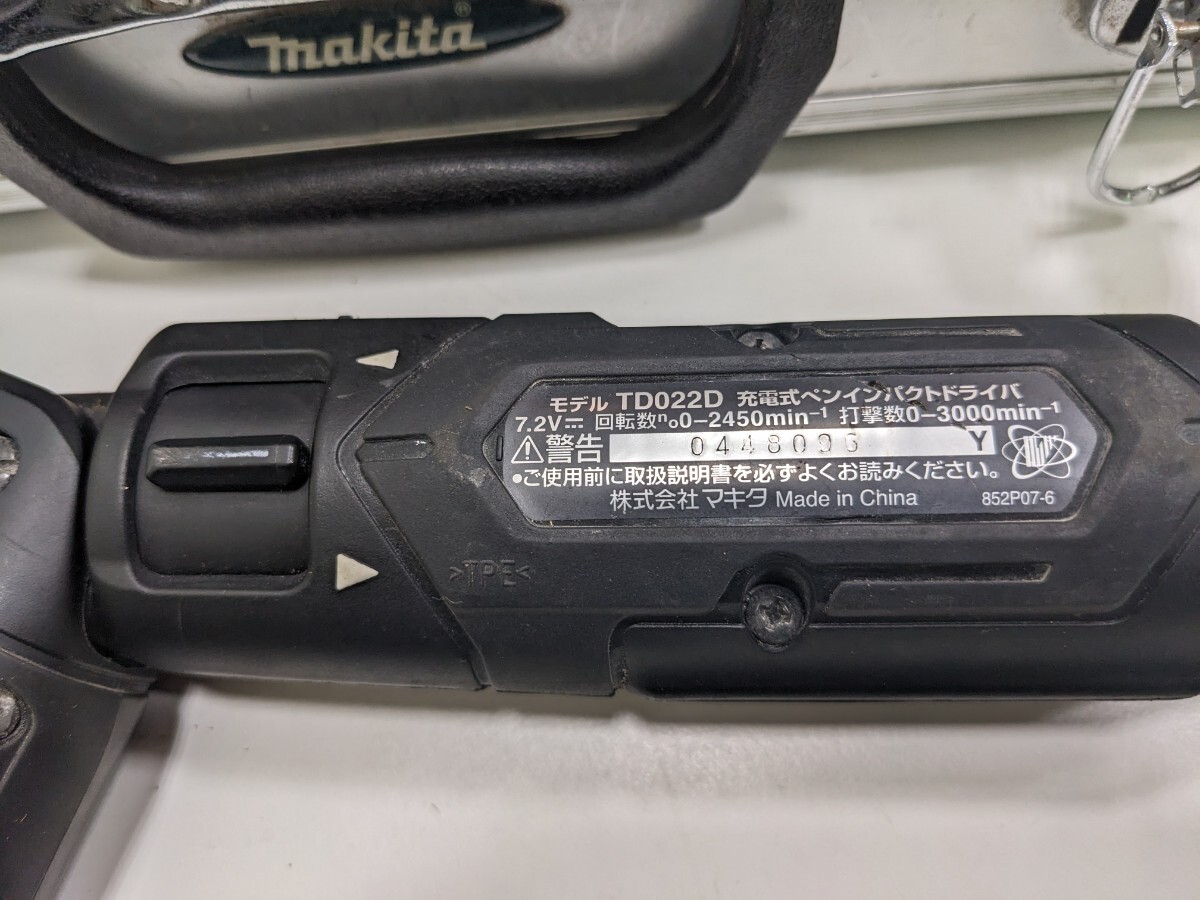 makita®
モデル TD022D 充電式ペンインパクトドライバ
7.2V⎓ 回転数n₀0-2450min⁻¹ 打撃数0-3000min⁻¹
⚠警告 0448096 Y
•ご使用前に取扱説明書を必ずよくお読みください。
株式会社マキタ Made in China 852P07-6
>TPE<